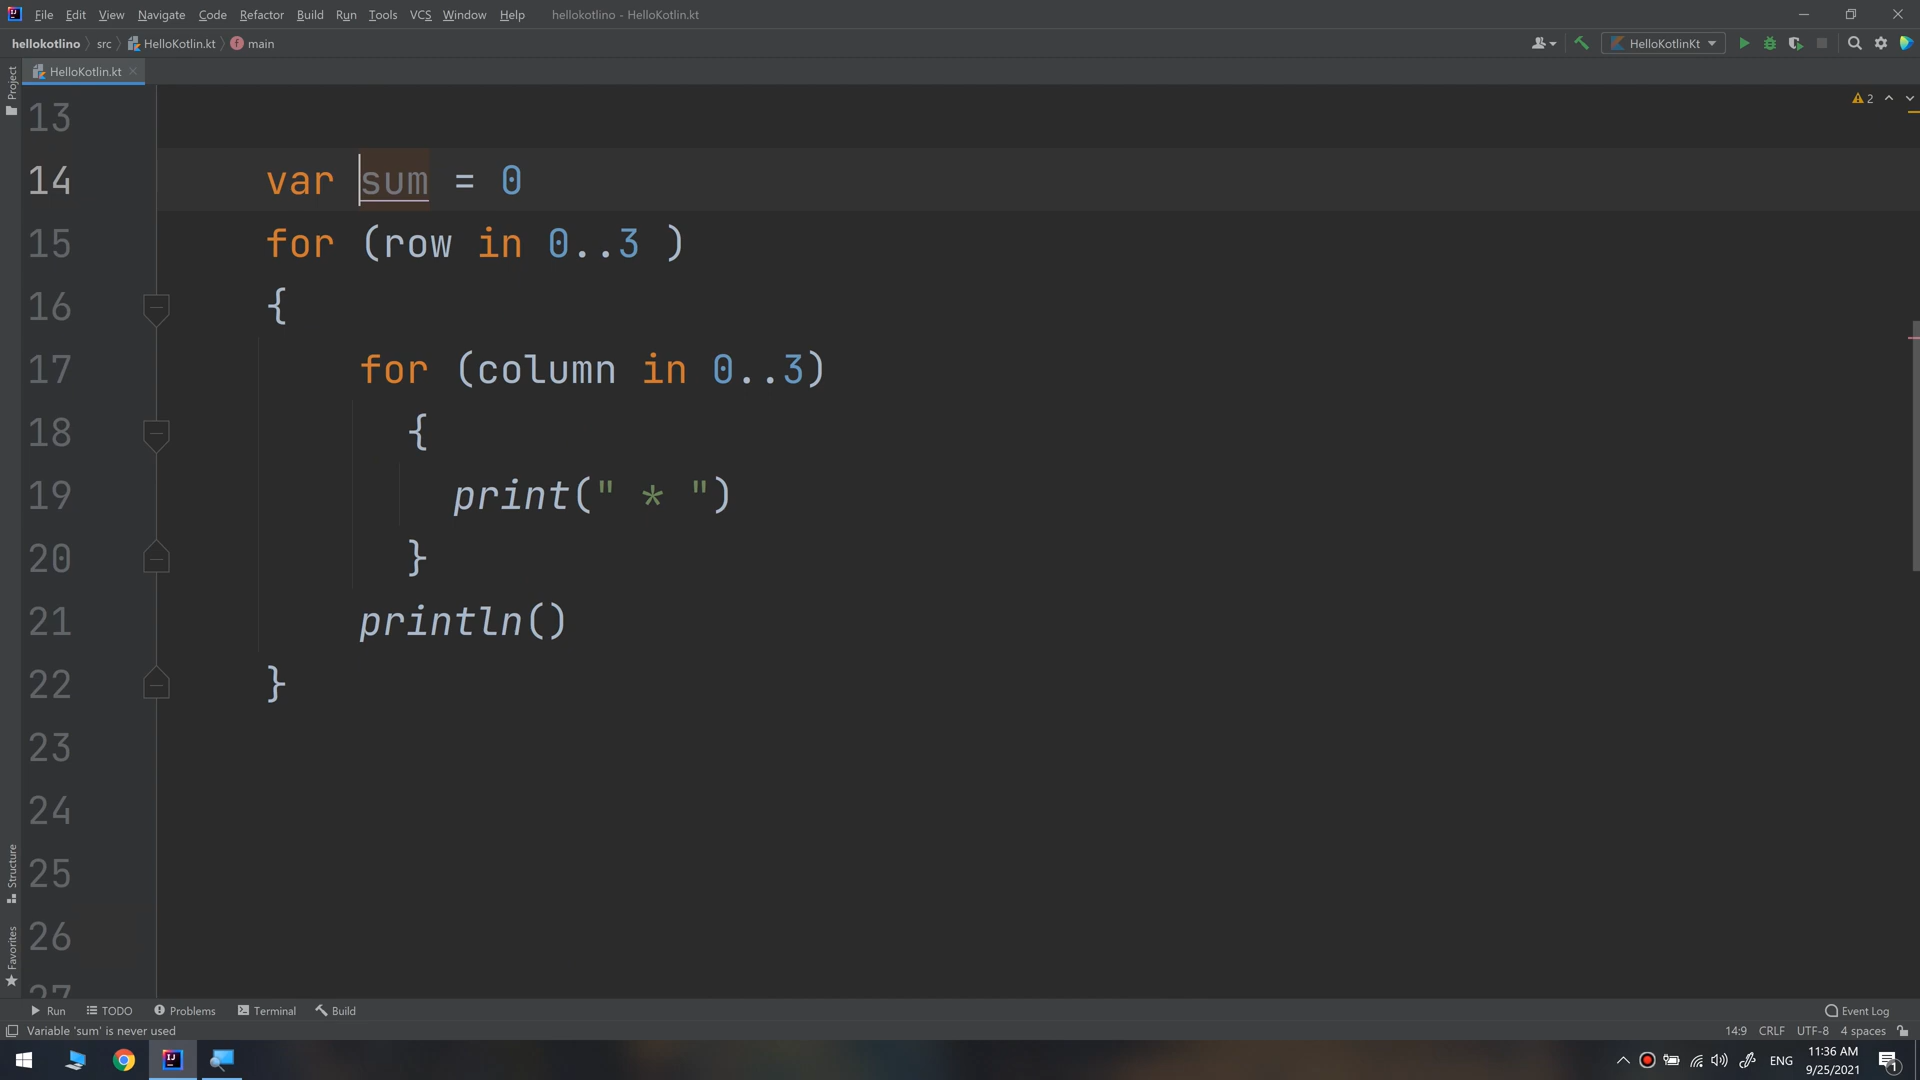 File Edit View Navigate Code Refactor Build Run Tools VCS Window Help hellokotlino - HelloKotlin.kt
hellokotlino src HelloKotlin.kt main HelloKotlinKt
HelloKotlin.kt
Project
2
13
14 var sum = 0
15 for (row in 0..3 )
16 {
17 for (column in 0..3)
18 {
19 print(" * ")
20 }
21 println()
22 }
23
24
25
26
27
Structure
Favorites
Run TODO Problems Terminal Build Event Log
Variable 'sum' is never used 14:9 CRLF UTF-8 4 spaces
ENG 11:36 AM
9/25/2021
1